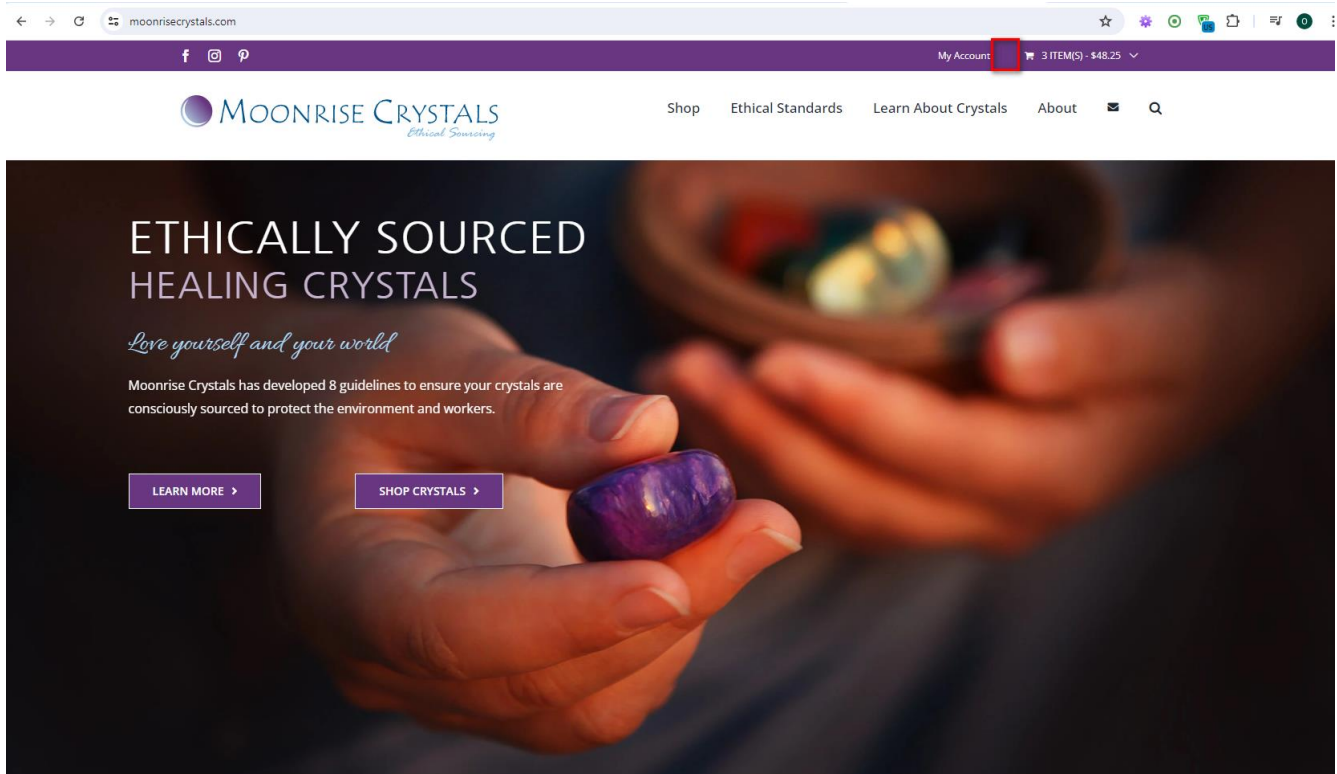 moonrisecrystals.com
US
O
My Account
3 ITEM(S) - $48.25
MOONRISE CRYSTALS
Ethical Sourcing
Shop
Ethical Standards
Learn About Crystals
About
ETHICALLY SOURCED
HEALING CRYSTALS
Love yourself and your world
Moonrise Crystals has developed 8 guidelines to ensure your crystals are
consciously sourced to protect the environment and workers.
LEARN MORE >
SHOP CRYSTALS >